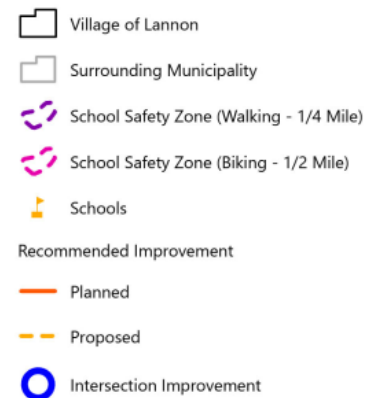 Village of Lannon
Surrounding Municipality
School Safety Zone (Walking - 1/4 Mile)
School Safety Zone (Biking - 1/2 Mile)
Schools
Recommended Improvement
Planned
Proposed
Intersection Improvement